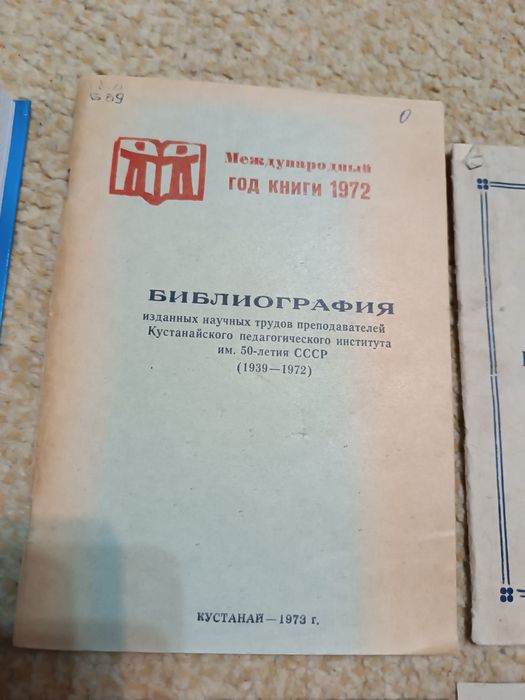 Международный
ГОД КНИГИ 1972
БИБЛИОГРАФИЯ
изданных научных трудов преподавателей
Кустанайского педагогического института
им. 50-летия СССР
(1939—1972)
КУСТАНАЙ — 1973 г.